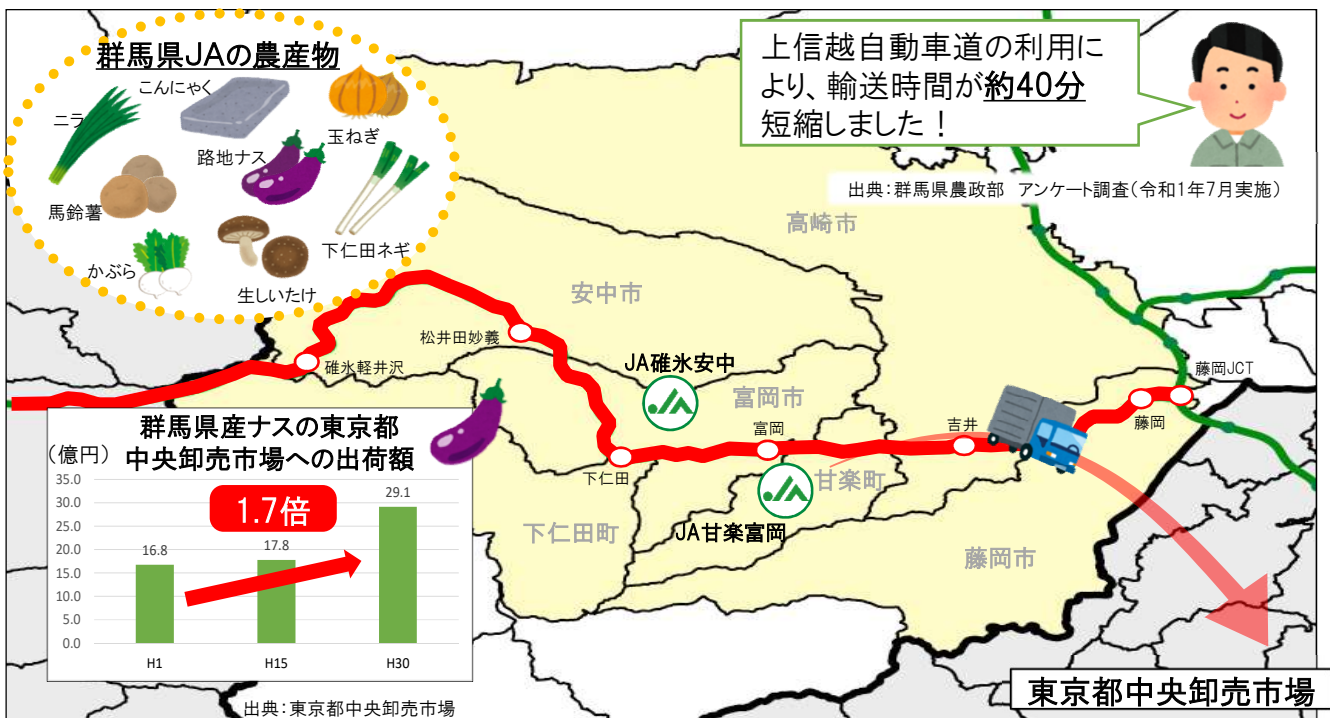 群馬県JAの農産物
こんにゃく
ニラ
玉ねぎ
路地ナス
馬鈴薯
下仁田ネギ
かぶら
生しいたけ
上信越自動車道の利用に
より、輸送時間が約40分
短縮しました！
出典：群馬県農政部　アンケート調査（令和1年7月実施）
高崎市
安中市
松井田妙義
碓氷軽井沢
JA碓氷安中
富岡市
藤岡JCT
藤岡
吉井
富岡
下仁田
甘楽町
JA甘楽富岡
下仁田町
藤岡市
群馬県産ナスの東京都
中央卸売市場への出荷額
（億円）
35.0
30.0
25.0
20.0
15.0
10.0
5.0
0.0
1.7倍
16.8
17.8
29.1
H1
H15
H30
出典：東京都中央卸売市場
東京都中央卸売市場